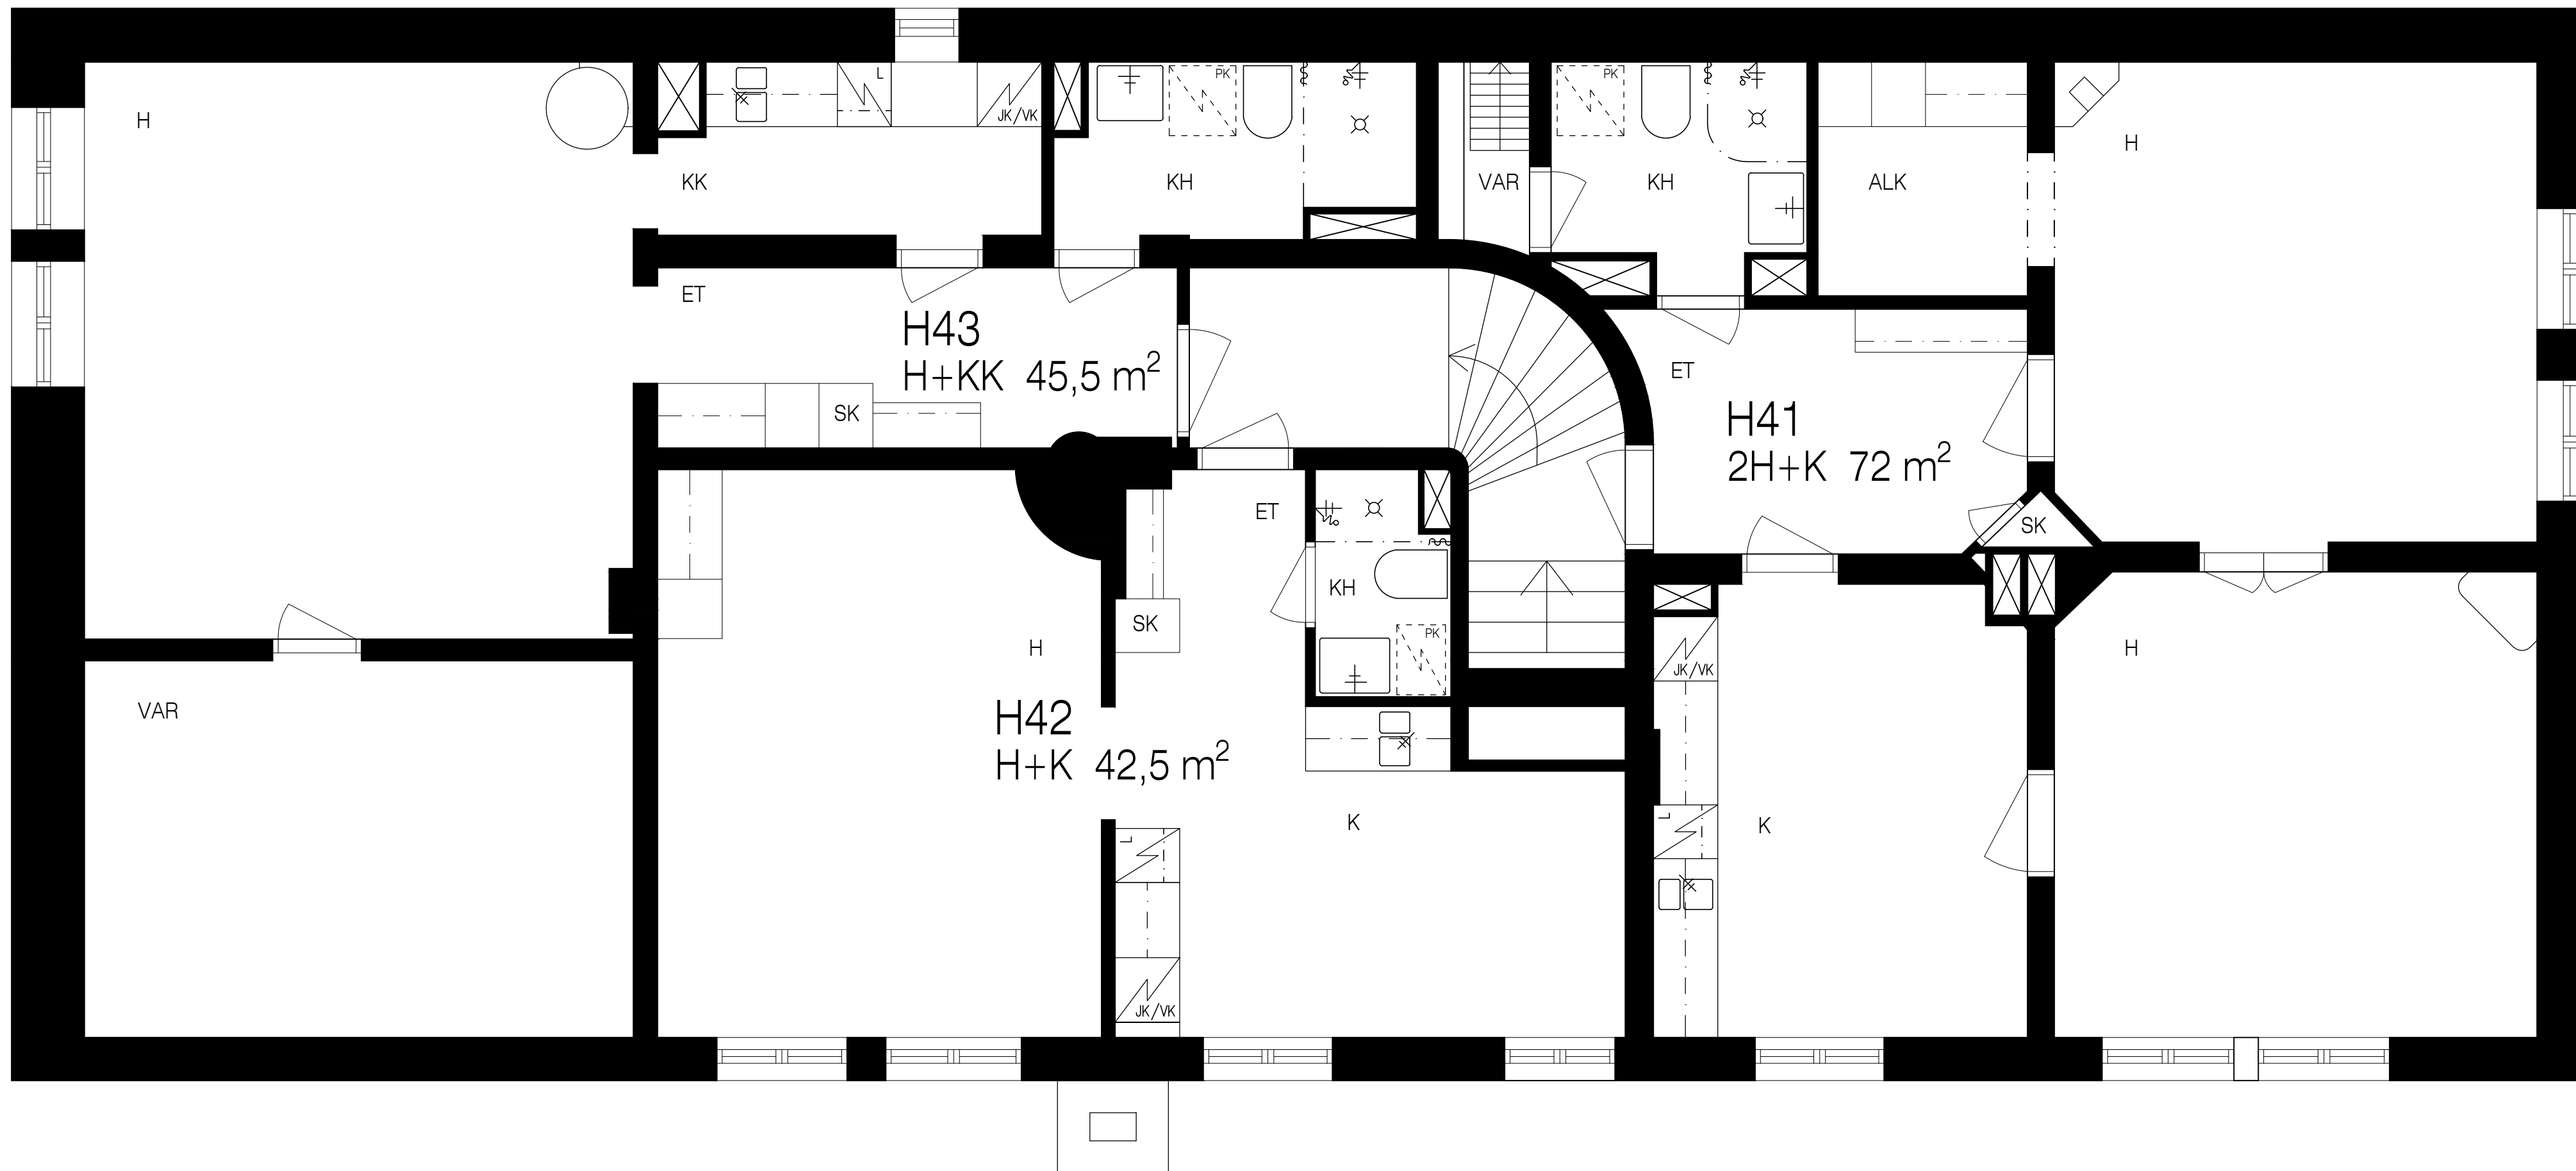 H
KK
L
JK/VK
KH
PK
ET
H43
H+KK 45,5 m²
SK
VAR
VAR
PK
KH
ALK
H
ET
H41
2H+K 72 m²
SK
H
H42
H+K 42,5 m²
ET
SK
KH
PK
K
L
JK/VK
JK/VK
L
K
H